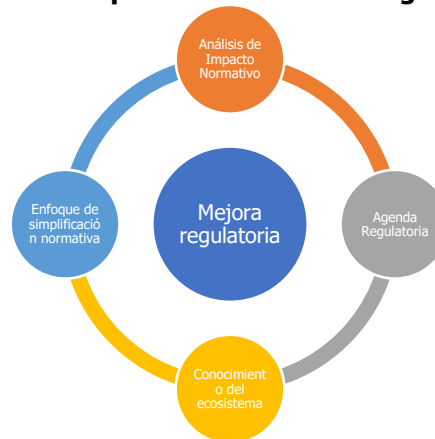 Análisis de
Impacto
Normativo
Enfoque de
simplificació
n normativa
Mejora
regulatoria
Agenda
Regulatoria
Conocimient
o del
ecosistema